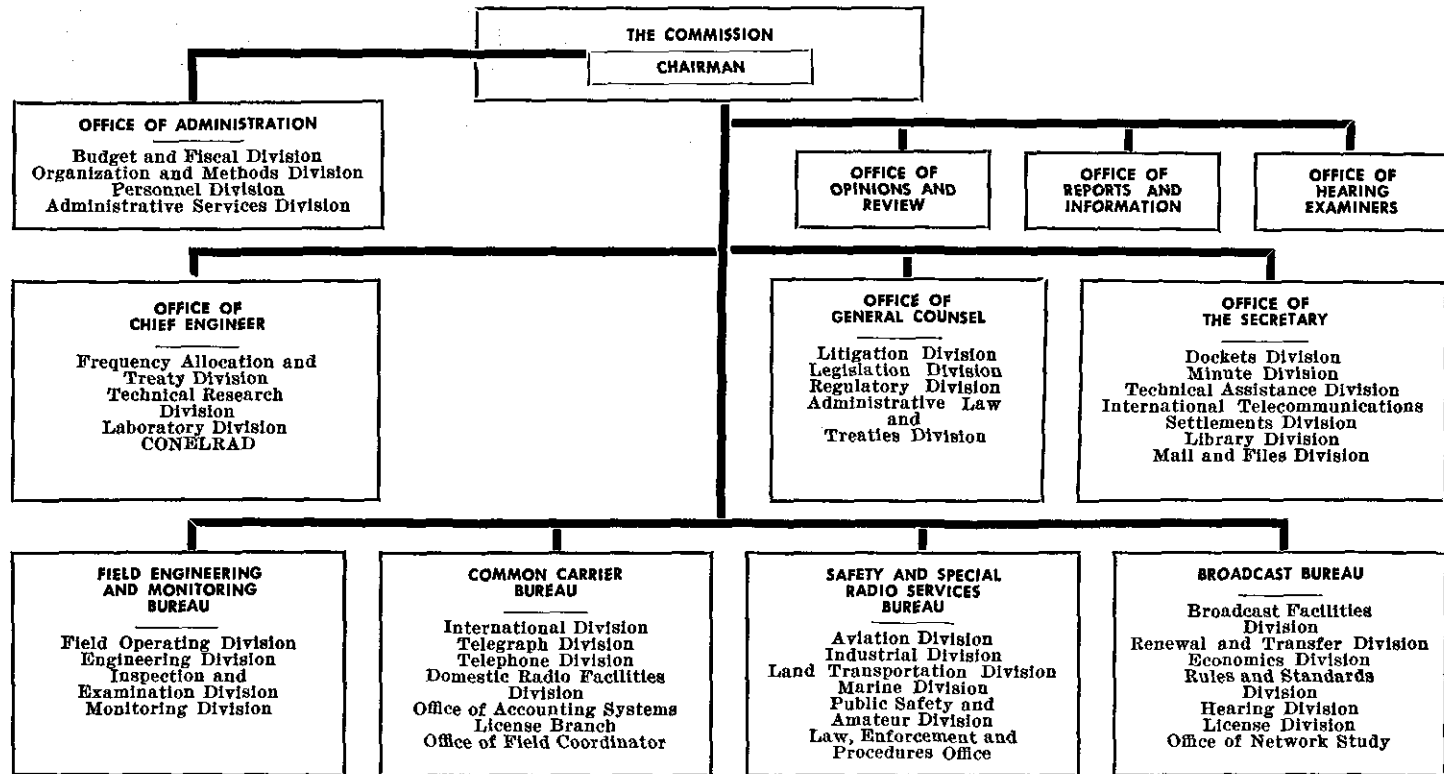 THE COMMISSION
CHAIRMAN
OFFICE OF ADMINISTRATION
Budget and Fiscal Division
Organization and Methods Division
Personnel Division
Administrative Services Division
OFFICE OF
OPINIONS AND
REVIEW
OFFICE OF
REPORTS AND
INFORMATION
OFFICE OF
HEARING
EXAMINERS
OFFICE OF
CHIEF ENGINEER
Frequency Allocation and
Treaty Division
Technical Research
Division
Laboratory Division
CONELRAD
OFFICE OF
GENERAL COUNSEL
Litigation Division
Legislation Division
Regulatory Division
Administrative Law
and
Treaties Division
OFFICE OF
THE SECRETARY
Dockets Division
Minute Division
Technical Assistance Division
International Telecommunications
Settlements Division
Library Division
Mail and Files Division
FIELD ENGINEERING
AND MONITORING
BUREAU
Field Operating Division
Engineering Division
Inspection and
Examination Division
Monitoring Division
COMMON CARRIER
BUREAU
International Division
Telegraph Division
Telephone Division
Domestic Radio Facilities
Division
Office of Accounting Systems
License Branch
Office of Field Coordinator
SAFETY AND SPECIAL
RADIO SERVICES
BUREAU
Aviation Division
Industrial Division
Land Transportation Division
Marine Division
Public Safety and
Amateur Division
Law, Enforcement and
Procedures Office
BROADCAST BUREAU
Broadcast Facilities
Division
Renewal and Transfer Division
Economics Division
Rules and Standards
Division
Hearing Division
License Division
Office of Network Study